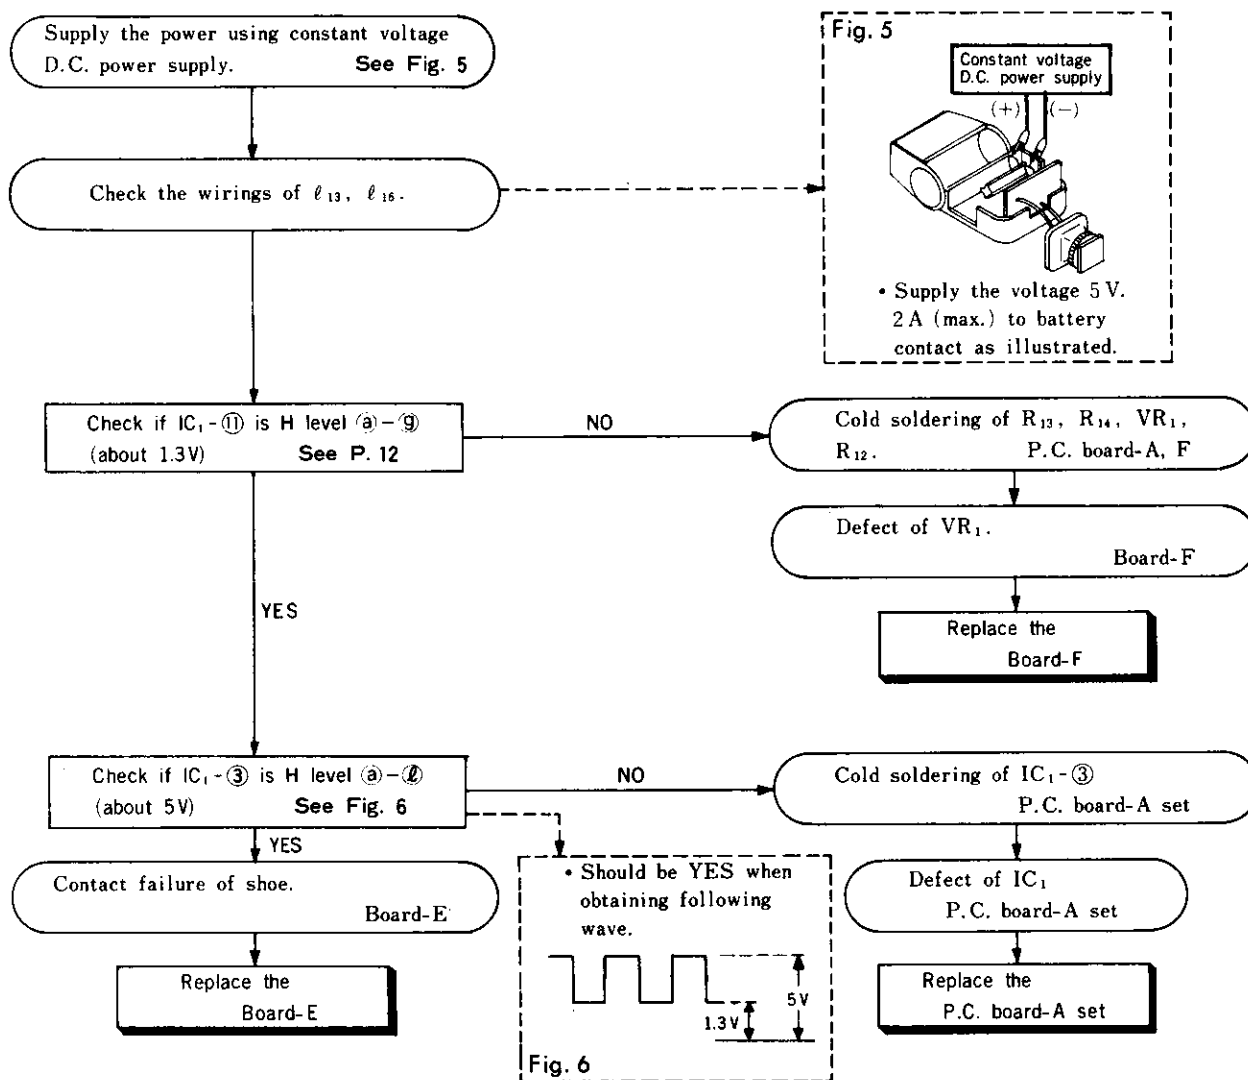 Supply the power using constant voltage
D.C. power supply. See Fig. 5
Fig. 5
Constant voltage
D.C. power supply
(+) (−)
Check the wirings of ℓ13, ℓ16.
• Supply the voltage 5V.
2A (max.) to battery
contact as illustrated.
Check if IC1-⑪ is H level ⓐ-ⓖ
(about 1.3V) See P. 12
NO
Cold soldering of R13, R14, VR1,
R12. P.C. board-A, F
Defect of VR1.
Board-F
YES
Replace the
Board-F
Check if IC1-③ is H level ⓐ-ⓛ
(about 5V) See Fig. 6
NO
Cold soldering of IC1-③
P.C. board-A set
YES
Contact failure of shoe.
Board-E
• Should be YES when
obtaining following
wave.
Defect of IC1
P.C. board-A set
Replace the
Board-E
5V
1.3V
Replace the
P.C. board-A set
Fig. 6